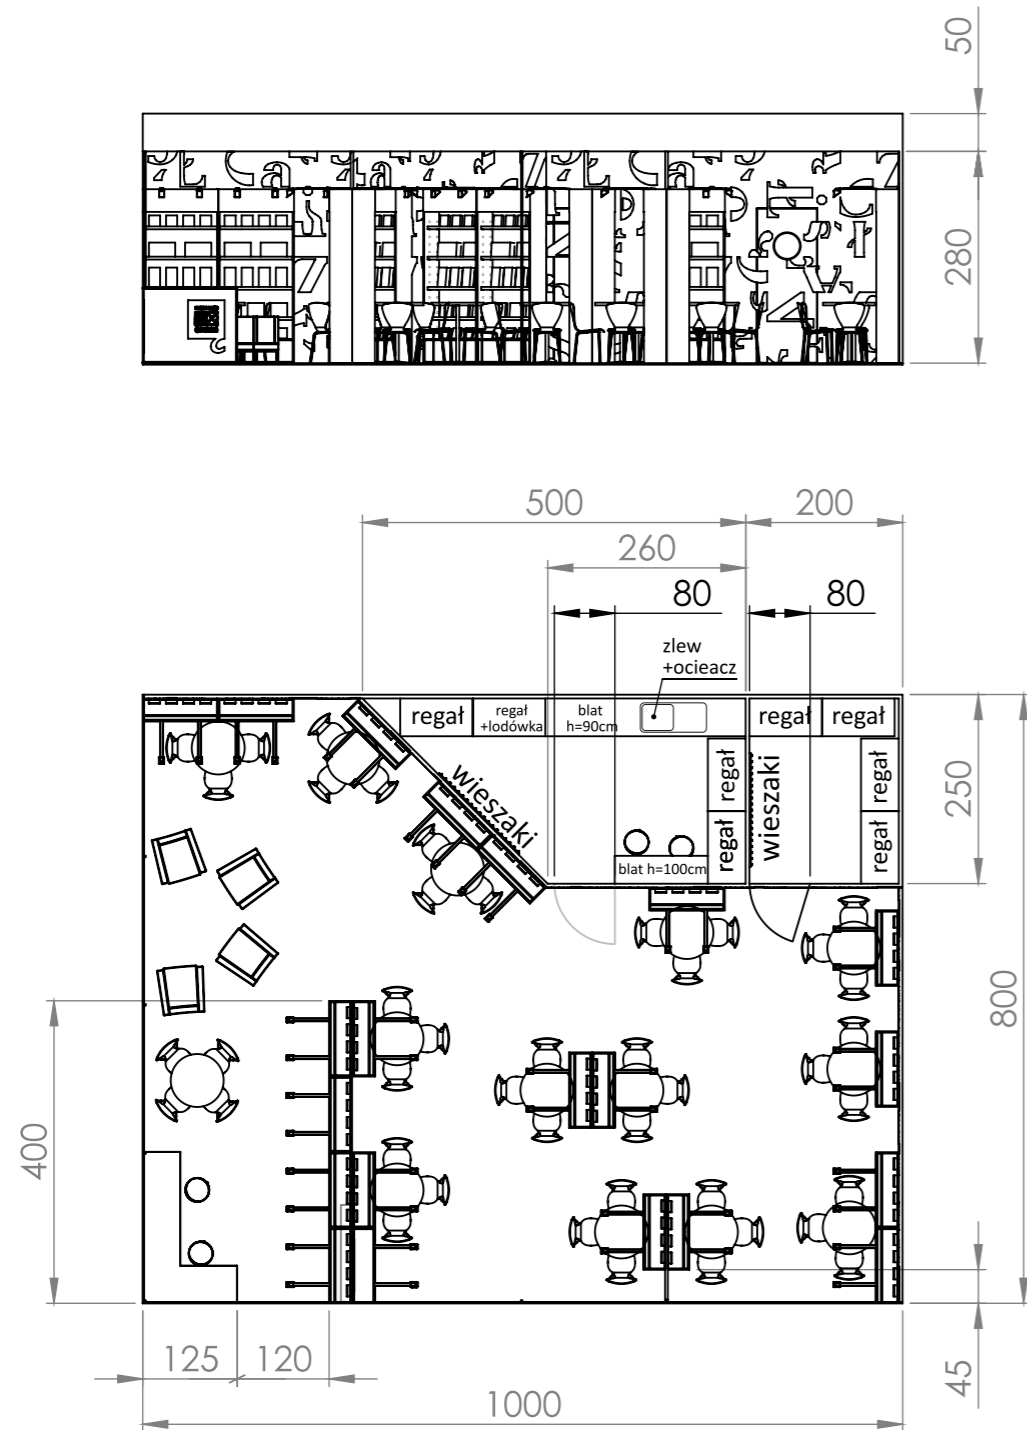 50
280
500
200
260
80
80
zlew
+ocieacz
regał
regał
+lodówka
blat
h=90cm
regał
regał
wieszaki
regał
regał
wieszaki
regał
regał
blat h=100cm
250
800
400
125
120
45
1000